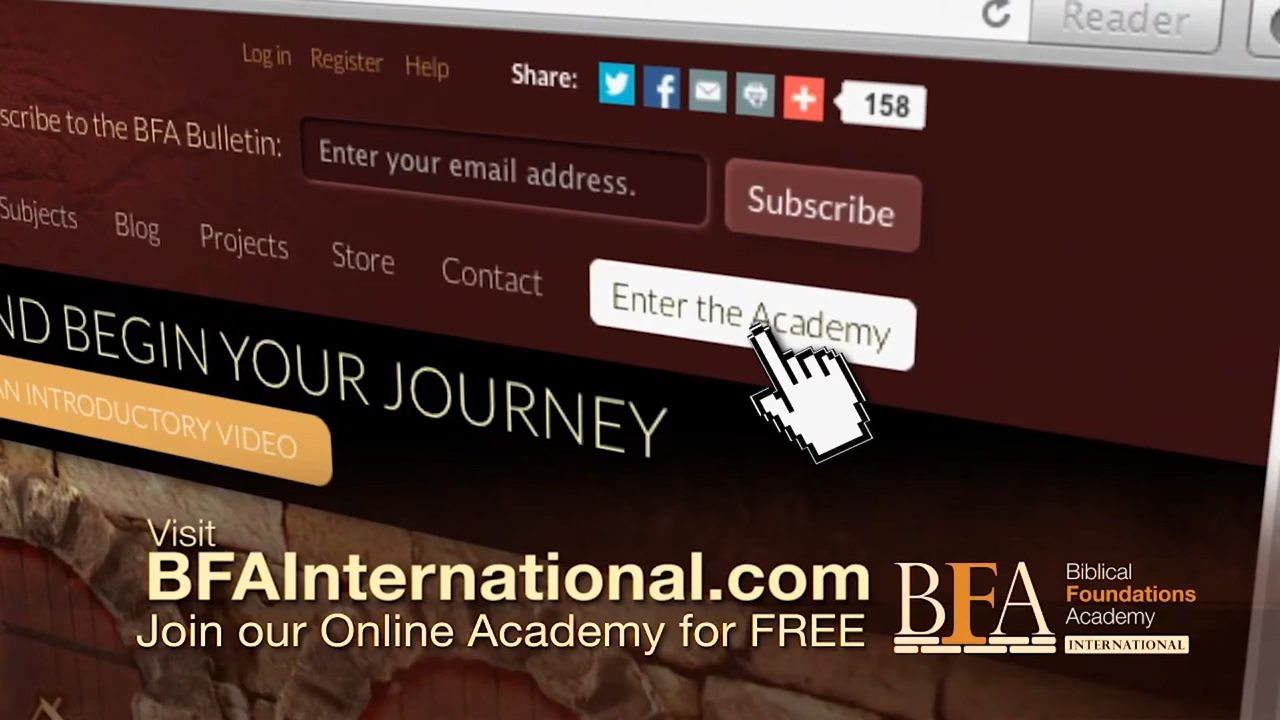 Reader
Log in Register Help Share: 158
scribe to the BFA Bulletin: Enter your email address. Subscribe
Subjects Blog Projects Store Contact Enter the Academy
ND BEGIN YOUR JOURNEY
AN INTRODUCTORY VIDEO
Visit
BFAInternational.com
Join our Online Academy for FREE
BFA
Biblical
Foundations
Academy
INTERNATIONAL